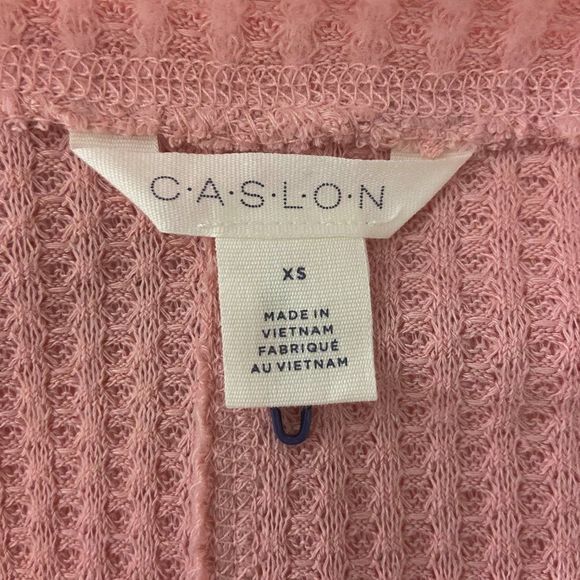 C·A·S·L·O·N
XS
MADE IN
VIETNAM
FABRIQUÉ
AU VIETNAM